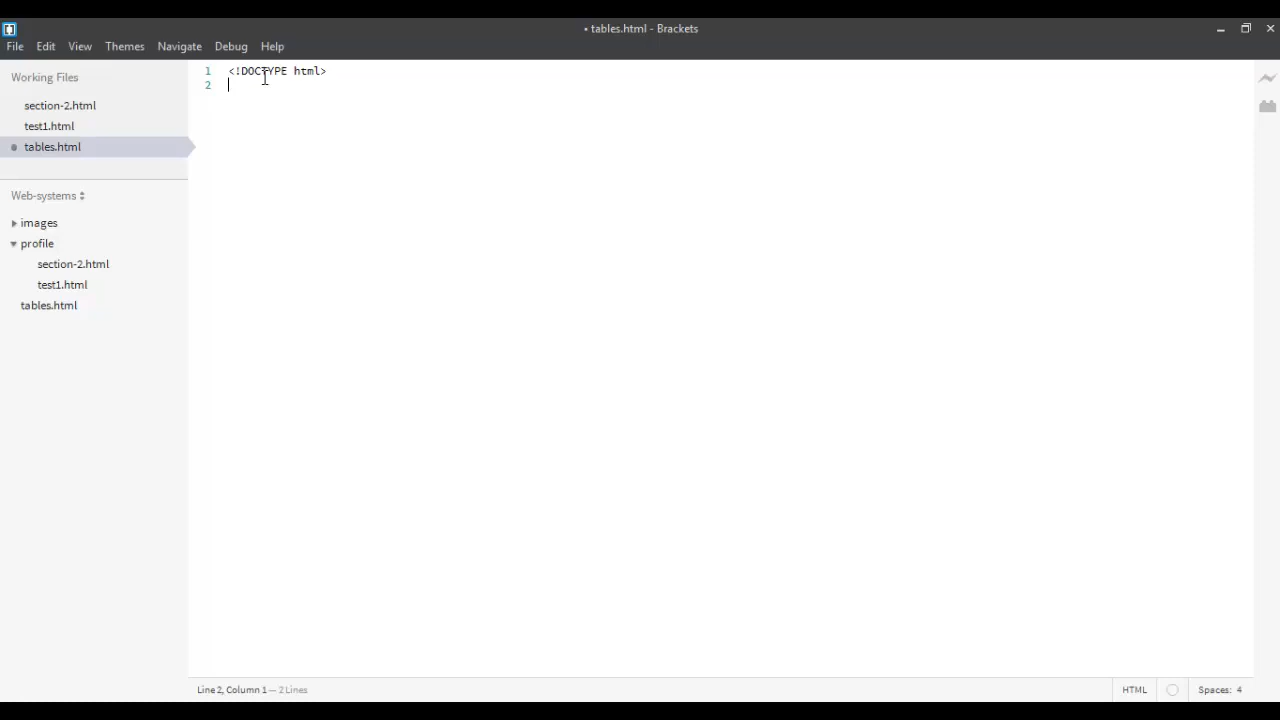 • tables.html - Brackets
File Edit View Themes Navigate Debug Help
Working Files
section-2.html
test1.html
tables.html
Web-systems
images
profile
section-2.html
test1.html
tables.html
1 <!DOCTYPE html>
2
Line 2, Column 1 — 2 Lines
HTML
Spaces: 4